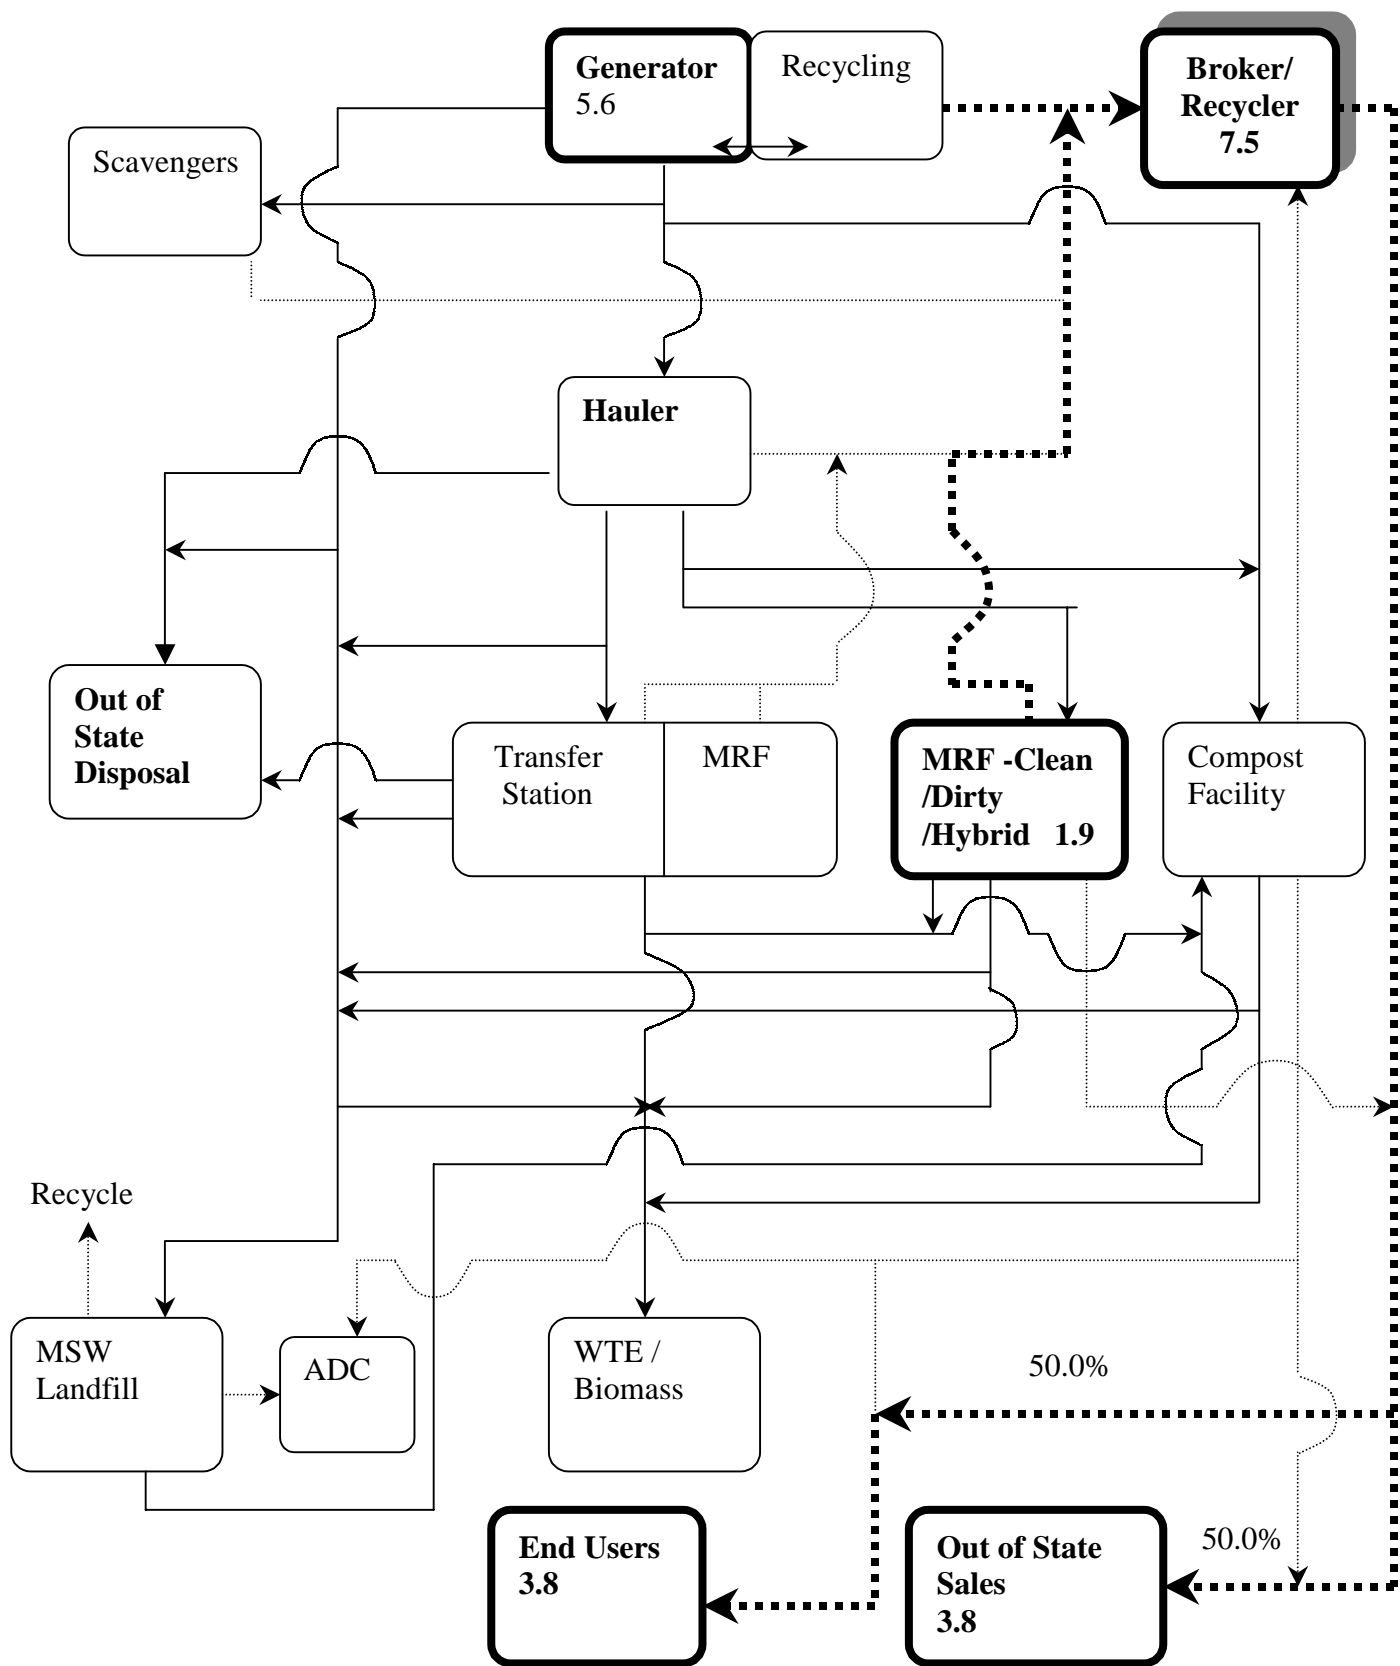 Generator
5.6
Recycling
Broker/
Recycler
7.5
Scavengers
Hauler
Out of
State
Disposal
Transfer
Station
MRF
MRF -Clean
/Dirty
/Hybrid 1.9
Compost
Facility
Recycle
MSW
Landfill
ADC
WTE /
Biomass
50.0%
End Users
3.8
Out of State
Sales
3.8
50.0%